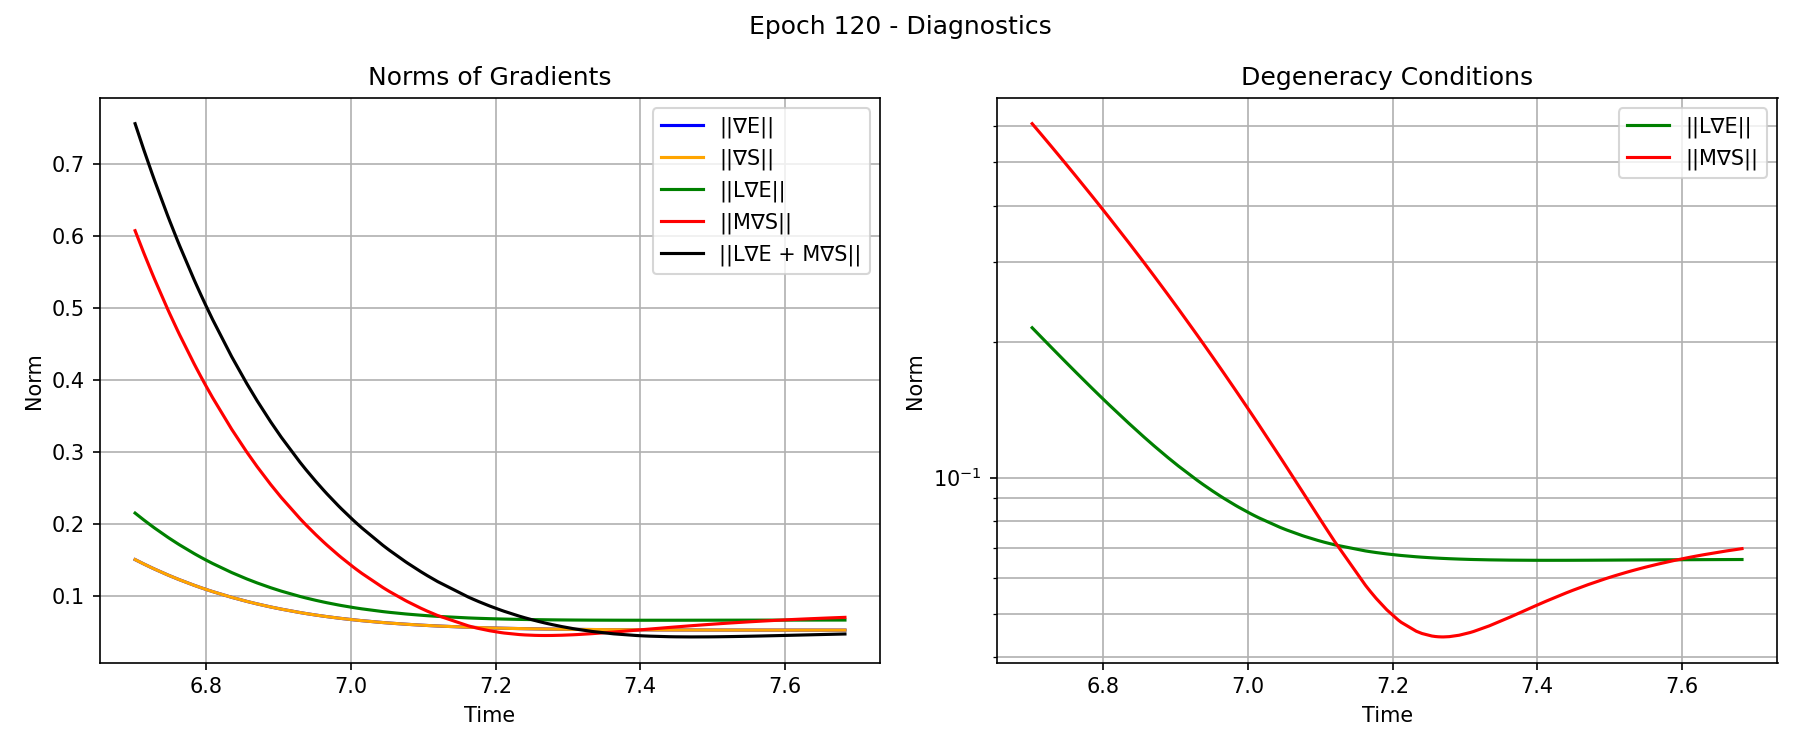 Epoch 120 - Diagnostics
Norms of Gradients
||∇E||
||∇S||
||L∇E||
||M∇S||
||L∇E + M∇S||
Norm
0.7
0.6
0.5
0.4
0.3
0.2
0.1
6.8 7.0 7.2 7.4 7.6
Time
Degeneracy Conditions
||L∇E||
||M∇S||
Norm
10⁻¹
6.8 7.0 7.2 7.4 7.6
Time